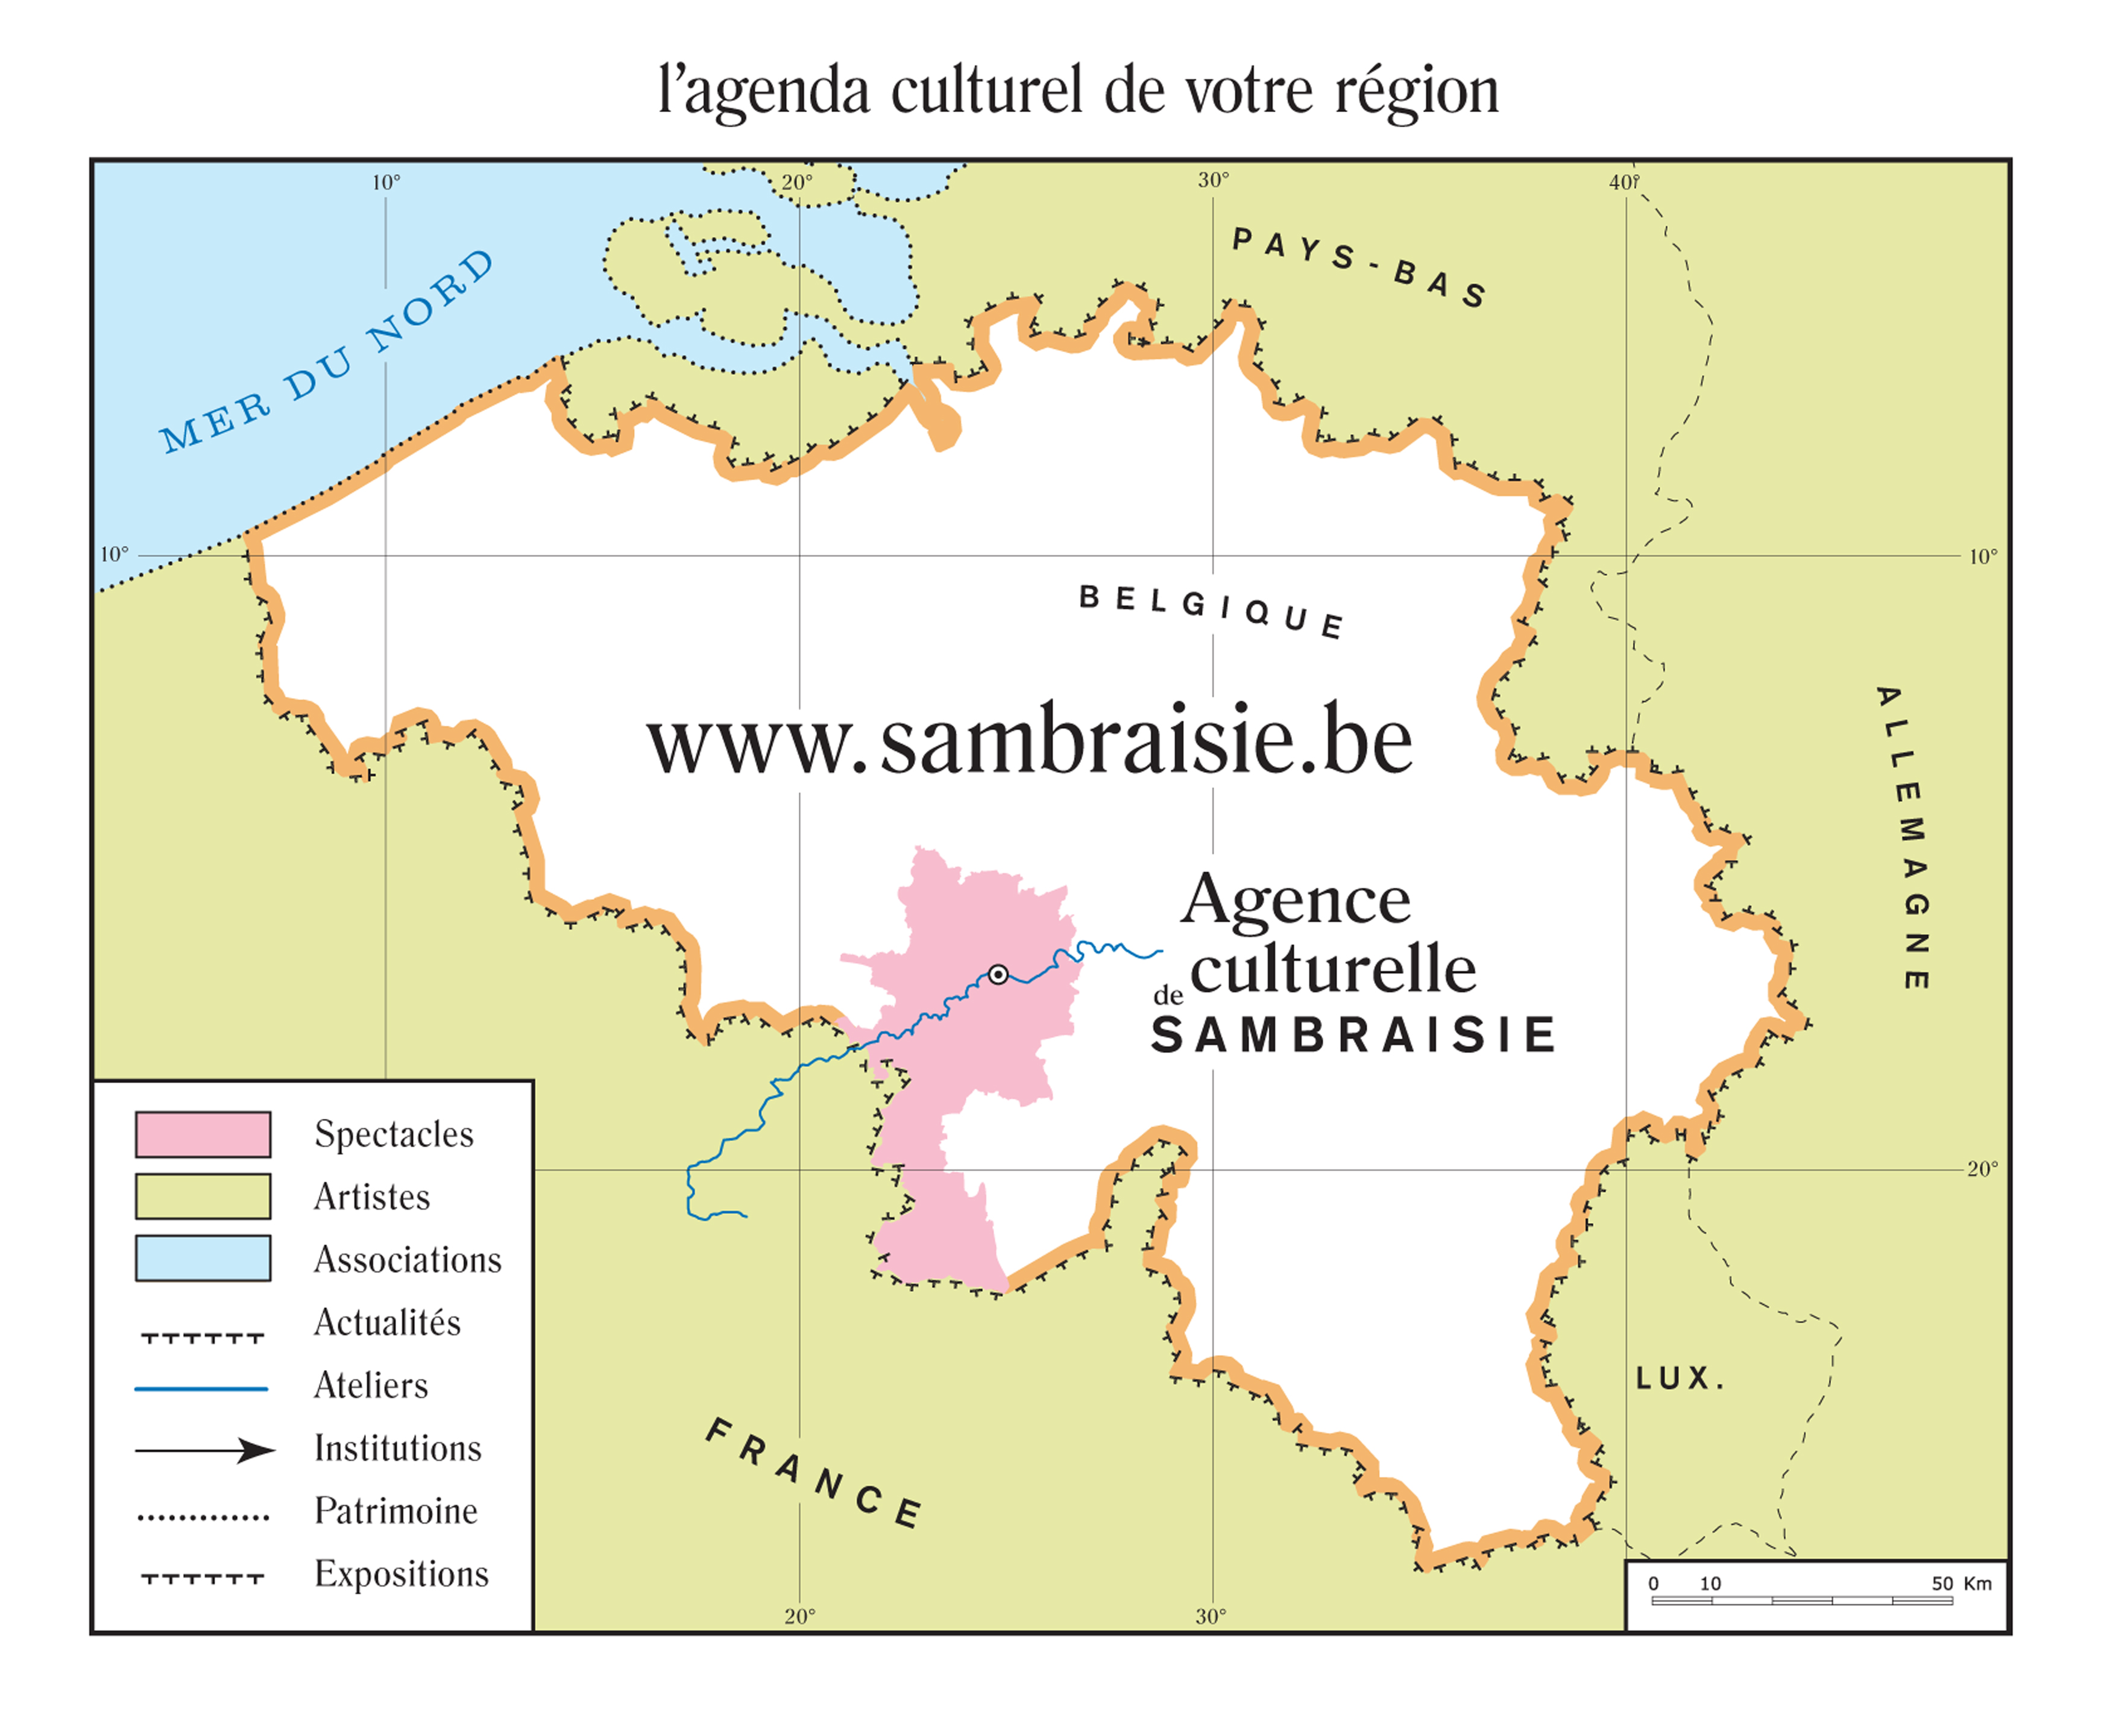 l'agenda culturel de votre région
10°
20°
30°
40°
PAYS-BAS
MER DU NORD
10°
10°
BELGIQUE
www.sambraisie.be
ALLEMAGNE
Agence
culturelle
de
SAMBRAISIE
20°
LUX.
FRANCE
Spectacles
Artistes
Associations
Actualités
Ateliers
Institutions
Patrimoine
Expositions
0 10 50 Km
20°
30°